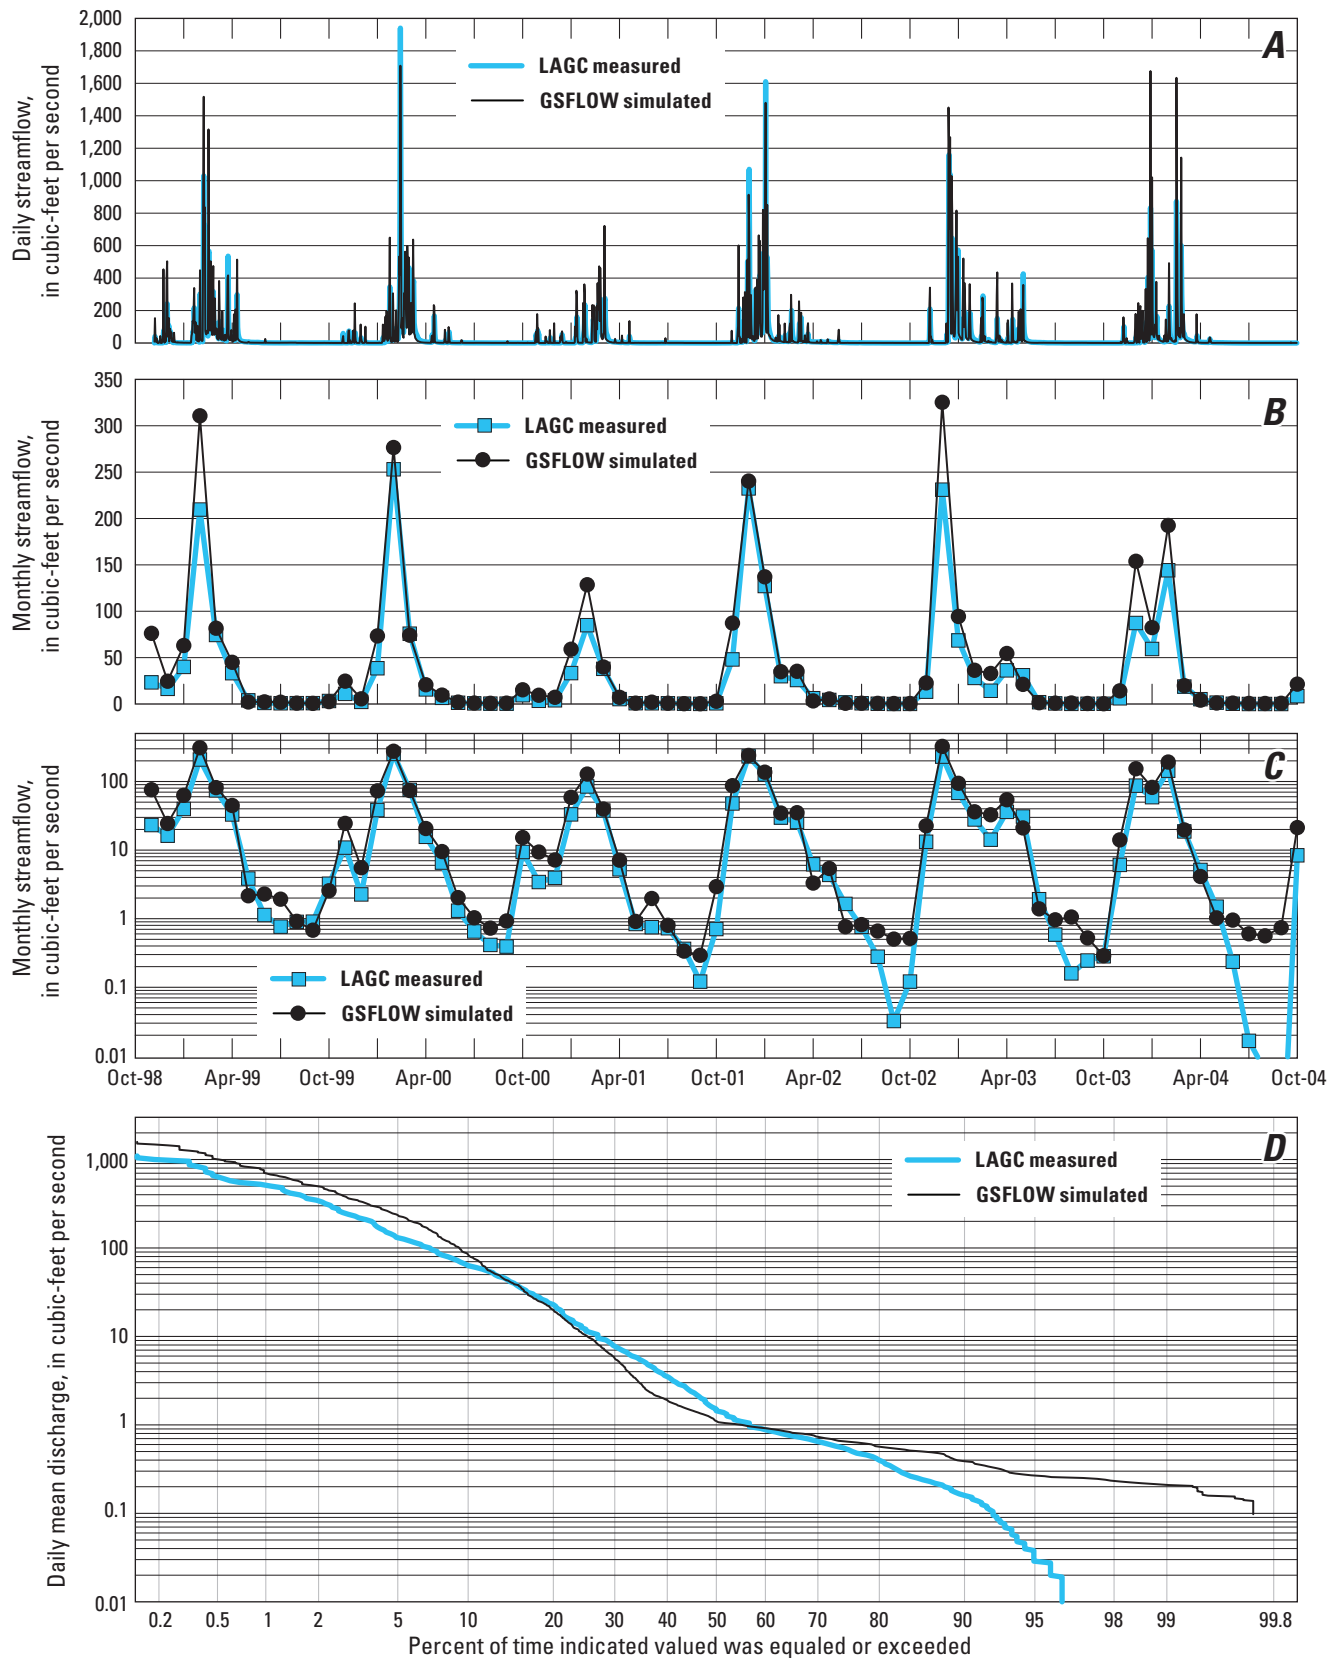 A
Daily streamflow,
in cubic-feet per second
2,000
1,800
1,600
1,400
1,200
1,000
800
600
400
200
0
LAGC measured
GSFLOW simulated
B
Monthly streamflow,
in cubic-feet per second
350
300
250
200
150
100
50
0
LAGC measured
GSFLOW simulated
C
Monthly streamflow,
in cubic-feet per second
100
10
1
0.1
0.01
LAGC measured
GSFLOW simulated
Oct-98 Apr-99 Oct-99 Apr-00 Oct-00 Apr-01 Oct-01 Apr-02 Oct-02 Apr-03 Oct-03 Apr-04 Oct-04
D
Daily mean discharge, in cubic-feet per second
1,000
100
10
1
0.1
0.01
LAGC measured
GSFLOW simulated
0.2 0.5 1 2 5 10 20 30 40 50 60 70 80 90 95 98 99 99.8
Percent of time indicated valued was equaled or exceeded